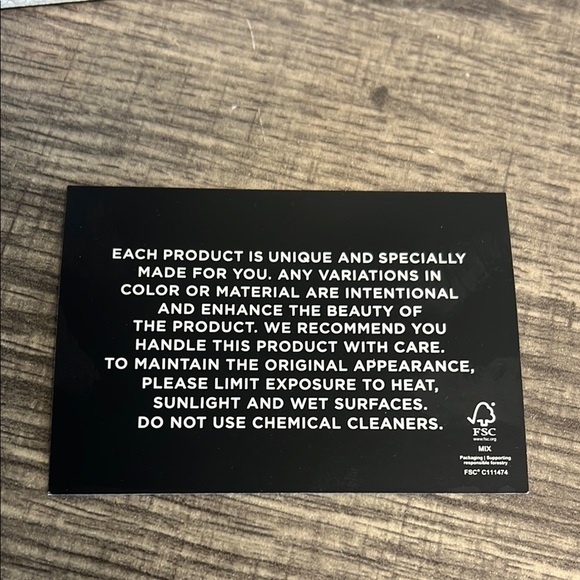 EACH PRODUCT IS UNIQUE AND SPECIALLY
MADE FOR YOU. ANY VARIATIONS IN
COLOR OR MATERIAL ARE INTENTIONAL
AND ENHANCE THE BEAUTY OF
THE PRODUCT. WE RECOMMEND YOU
HANDLE THIS PRODUCT WITH CARE.
TO MAINTAIN THE ORIGINAL APPEARANCE,
PLEASE LIMIT EXPOSURE TO HEAT,
SUNLIGHT AND WET SURFACES.
DO NOT USE CHEMICAL CLEANERS.
FSC
www.fsc.org
MIX
Packaging | Supporting
responsible forestry
FSC® C111474